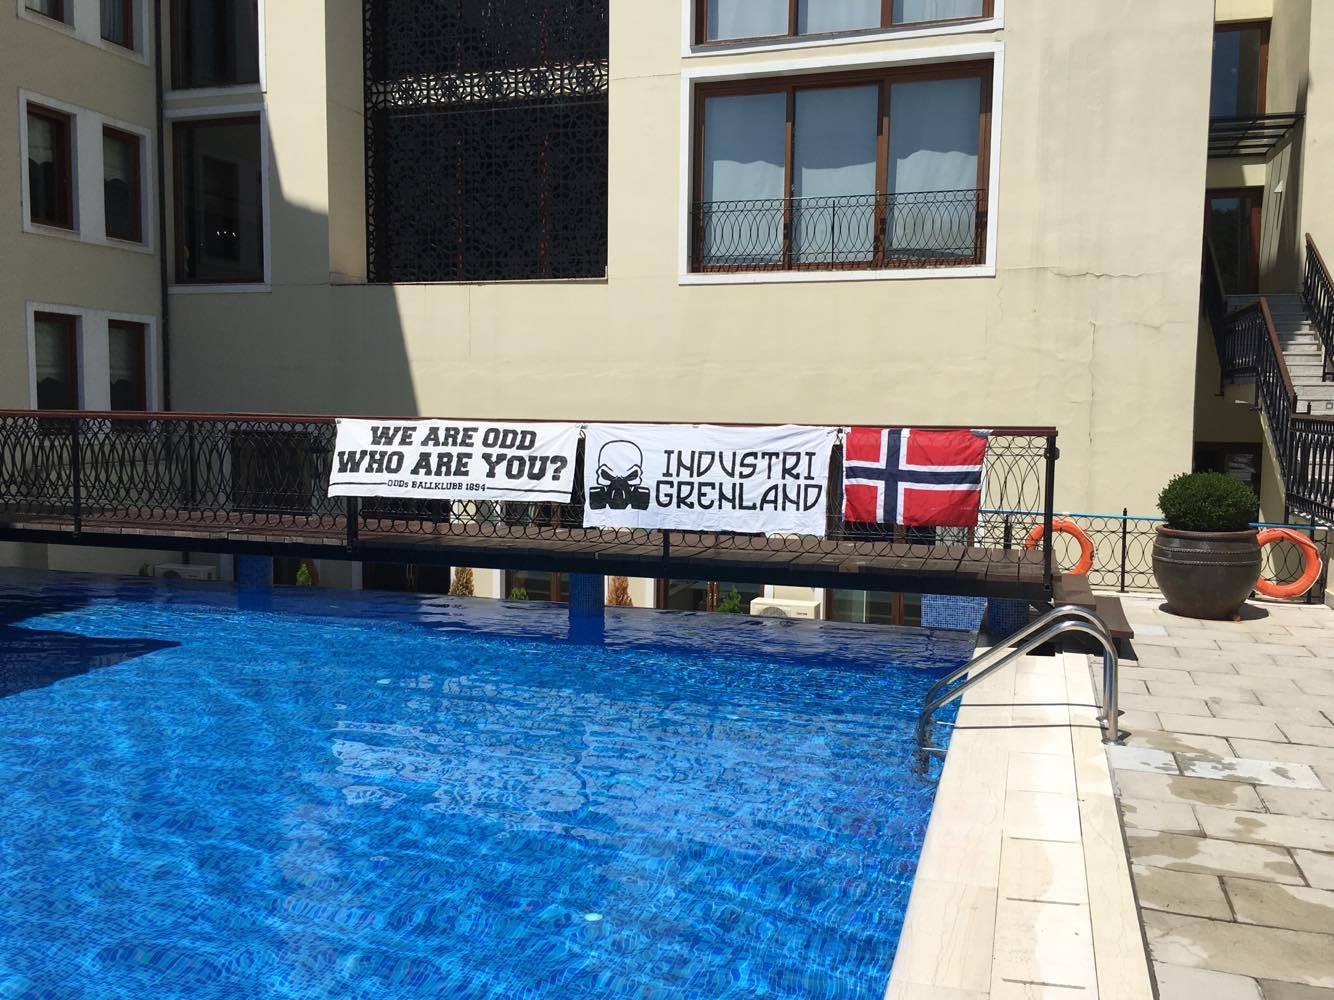 WE ARE ODD
WHO ARE YOU?
ODDs BALLKLUBB 1894
INDUSTRI
GRENLAND